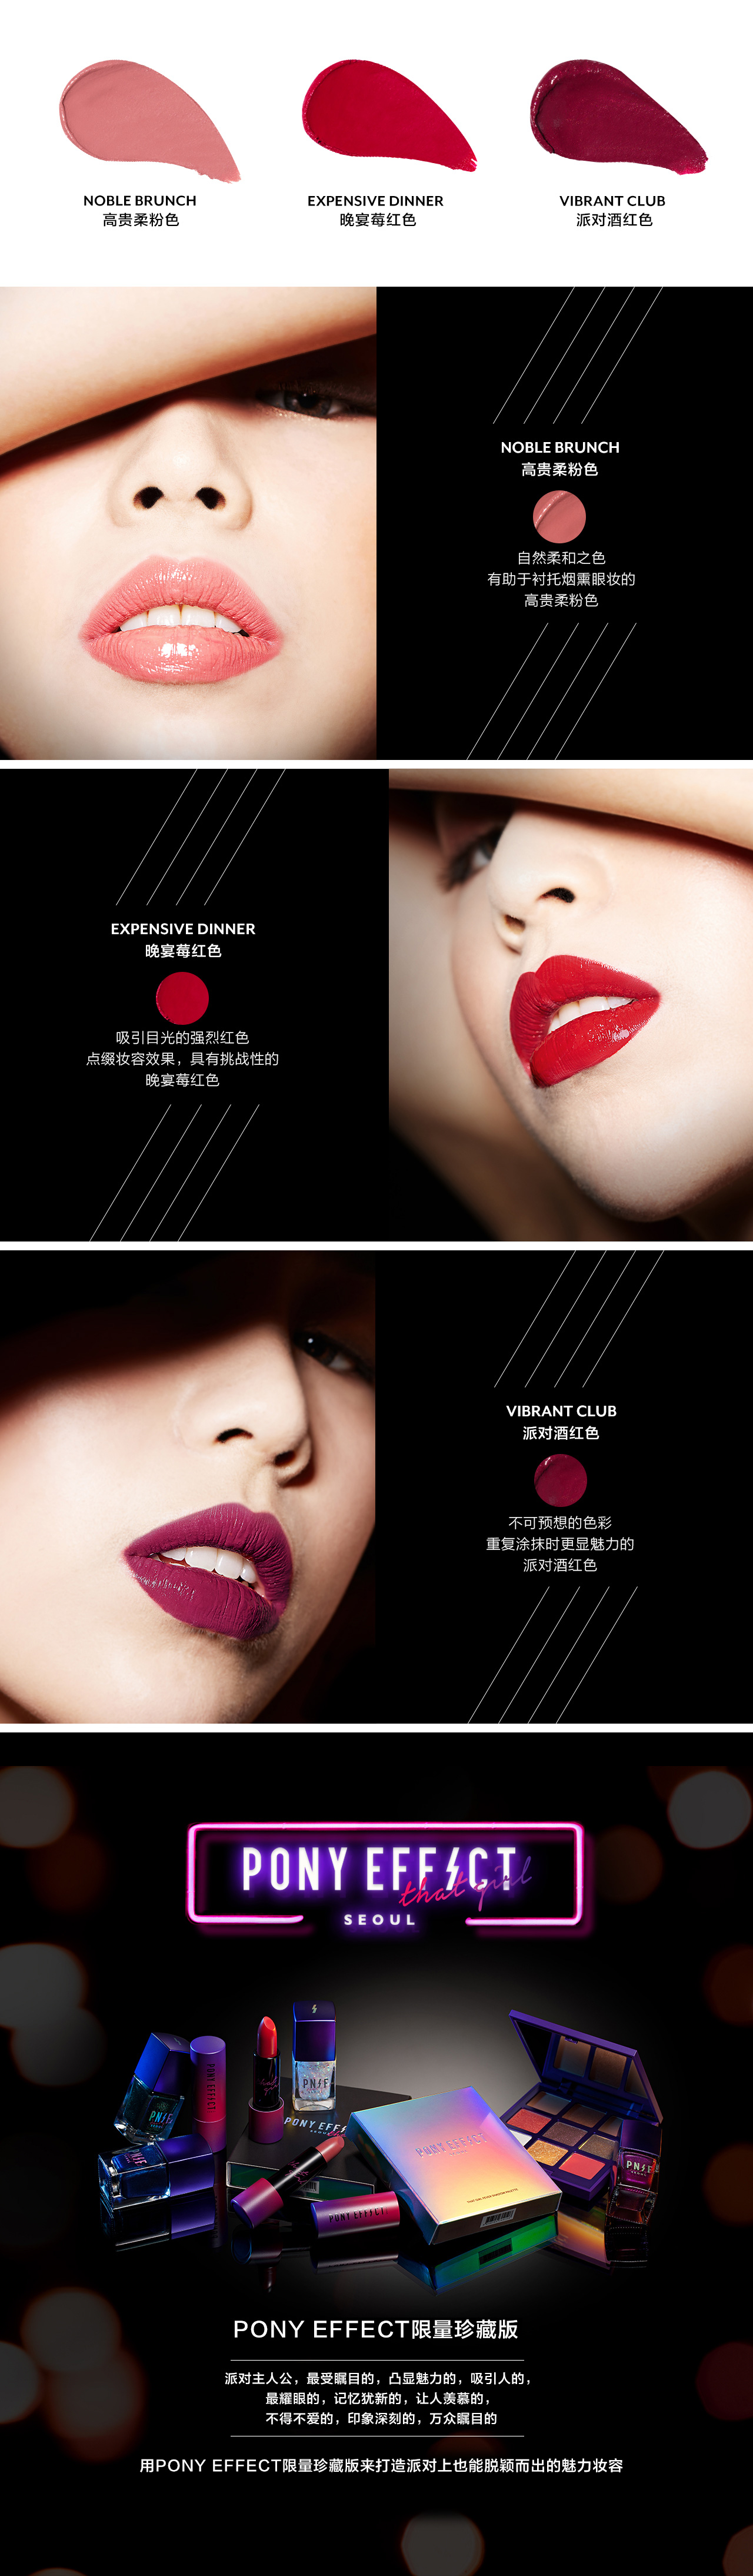 NOBLE BRUNCH
高贵柔粉色
EXPENSIVE DINNER
晚宴莓红色
VIBRANT CLUB
派对酒红色
NOBLE BRUNCH
高贵柔粉色
自然柔和之色
有助于衬托烟熏眼妆的
高贵柔粉色
EXPENSIVE DINNER
晚宴莓红色
吸引目光的强烈红色
点缀妆容效果，具有挑战性的
晚宴莓红色
VIBRANT CLUB
派对酒红色
不可预想的色彩
重复涂抹时更显魅力的
派对酒红色
PONY EFFECT
that girl
SEOUL
PONY EFFECT
PONY EFFECT
PONY EFFECT
PONY EFFECT限量珍藏版
派对主人公，最受瞩目的，凸显魅力的，吸引人的，
最耀眼的，记忆犹新的，让人羡慕的，
不得不爱的，印象深刻的，万众瞩目的
用PONY EFFECT限量珍藏版来打造派对上也能脱颖而出的魅力妆容